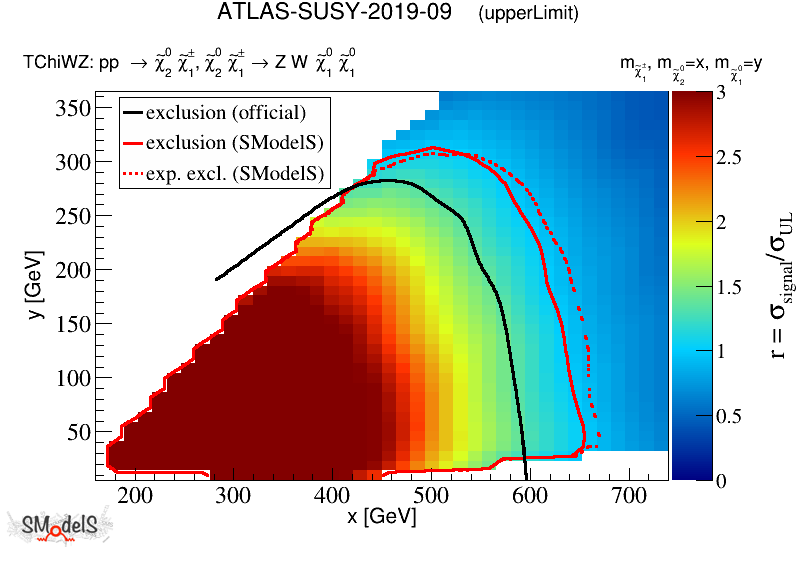 ATLAS-SUSY-2019-09 (upperLimit)
TChiWZ: pp → χ̃⁰₂ χ̃±₁, χ̃⁰₂ χ̃±₁ → Z W χ̃⁰₁ χ̃⁰₁
m_χ̃±₁, m_χ̃⁰₂=x, m_χ̃⁰₁=y
exclusion (official)
exclusion (SModelS)
exp. excl. (SModelS)
350
300
250
200
150
100
50
y [GeV]
200 300 400 500 600 700
x [GeV]
3
2.5
2
1.5
1
0.5
0
r = σ_signal/σ_UL
SModelS